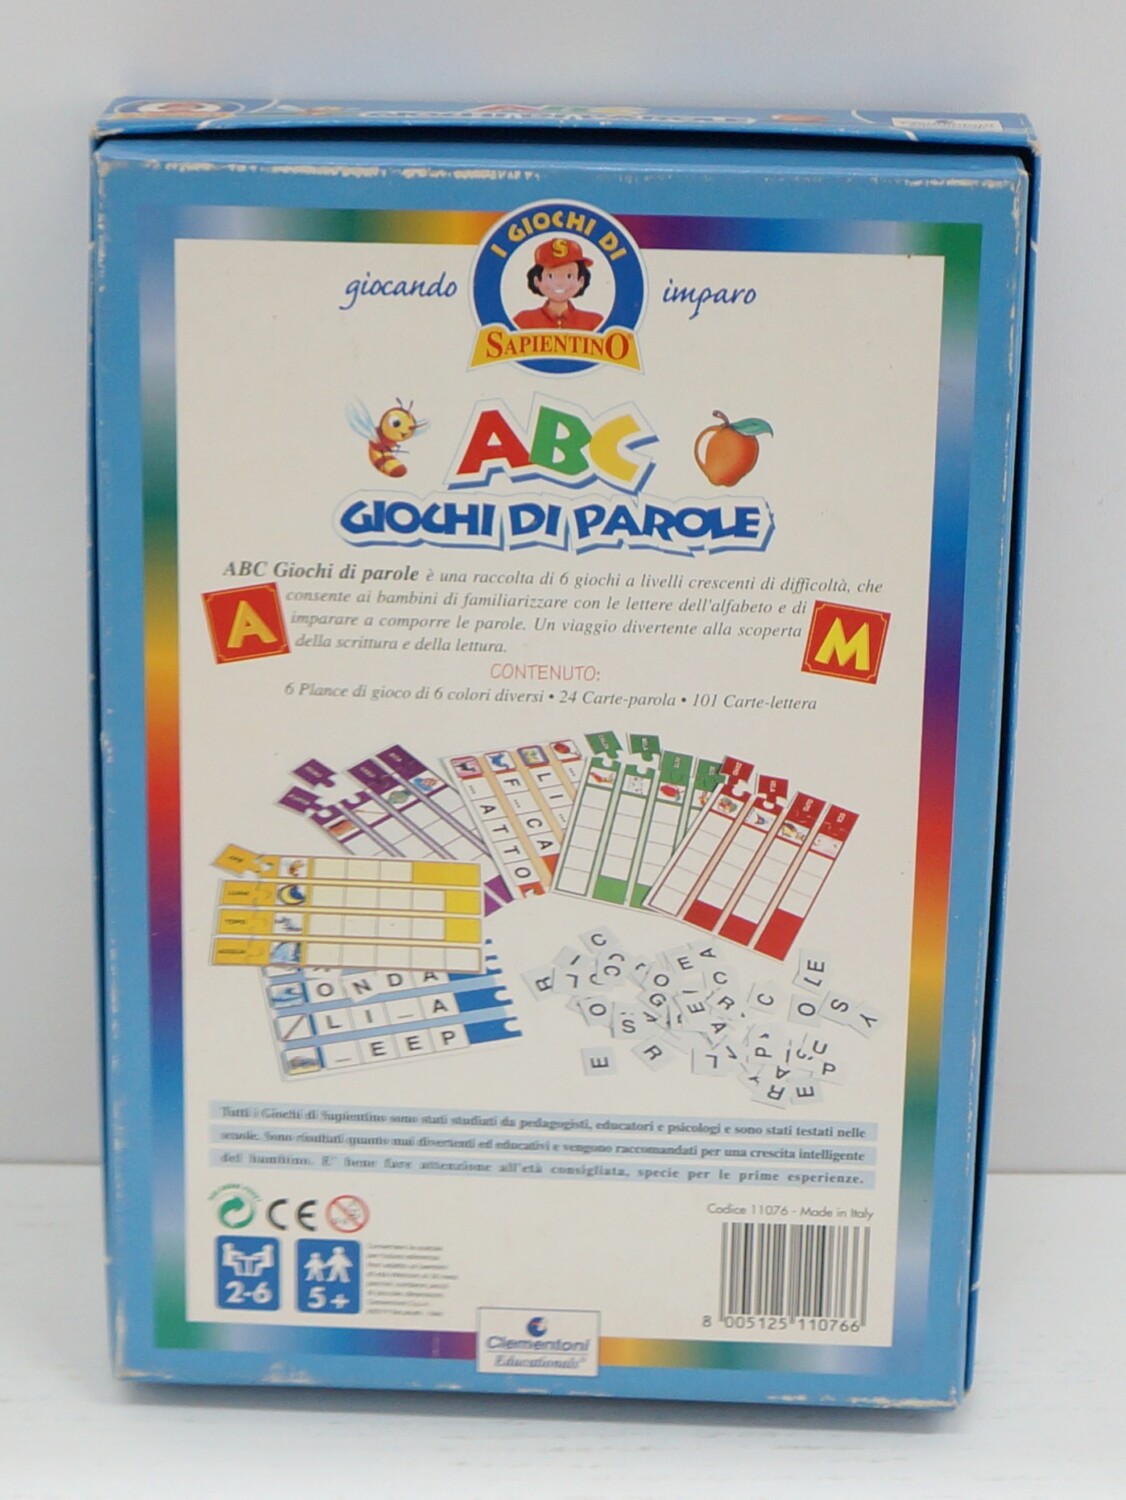 I GIOCHI DI
giocando imparo
SAPIENTINO
ABC
GIOCHI DI PAROLE
ABC Giochi di parole è una raccolta di 6 giochi a livelli crescenti di difficoltà, che
consente ai bambini di familiarizzare con le lettere dell'alfabeto e di
imparare a comporre le parole. Un viaggio divertente alla scoperta
della scrittura e della lettura.
A
M
CONTENUTO:
6 Plance di gioco di 6 colori diversi • 24 Carte-parola • 101 Carte-lettera
_ATTO
F_CA
LI
ONDA
LI_A
_EEP
Tutti i Giochi di Sapientino sono stati studiati da pedagogisti, educatori e psicologi e sono stati testati nelle
scuole. Sono risultati quanto mai divertenti ed educativi e vengono raccomandati per una crescita intelligente
del bambino. E' bene fare attenzione all'età consigliata, specie per le prime esperienze.
CE
Codice 11076 - Made in Italy
2-6
5+
8 005125 110766
Clementoni
Educationals